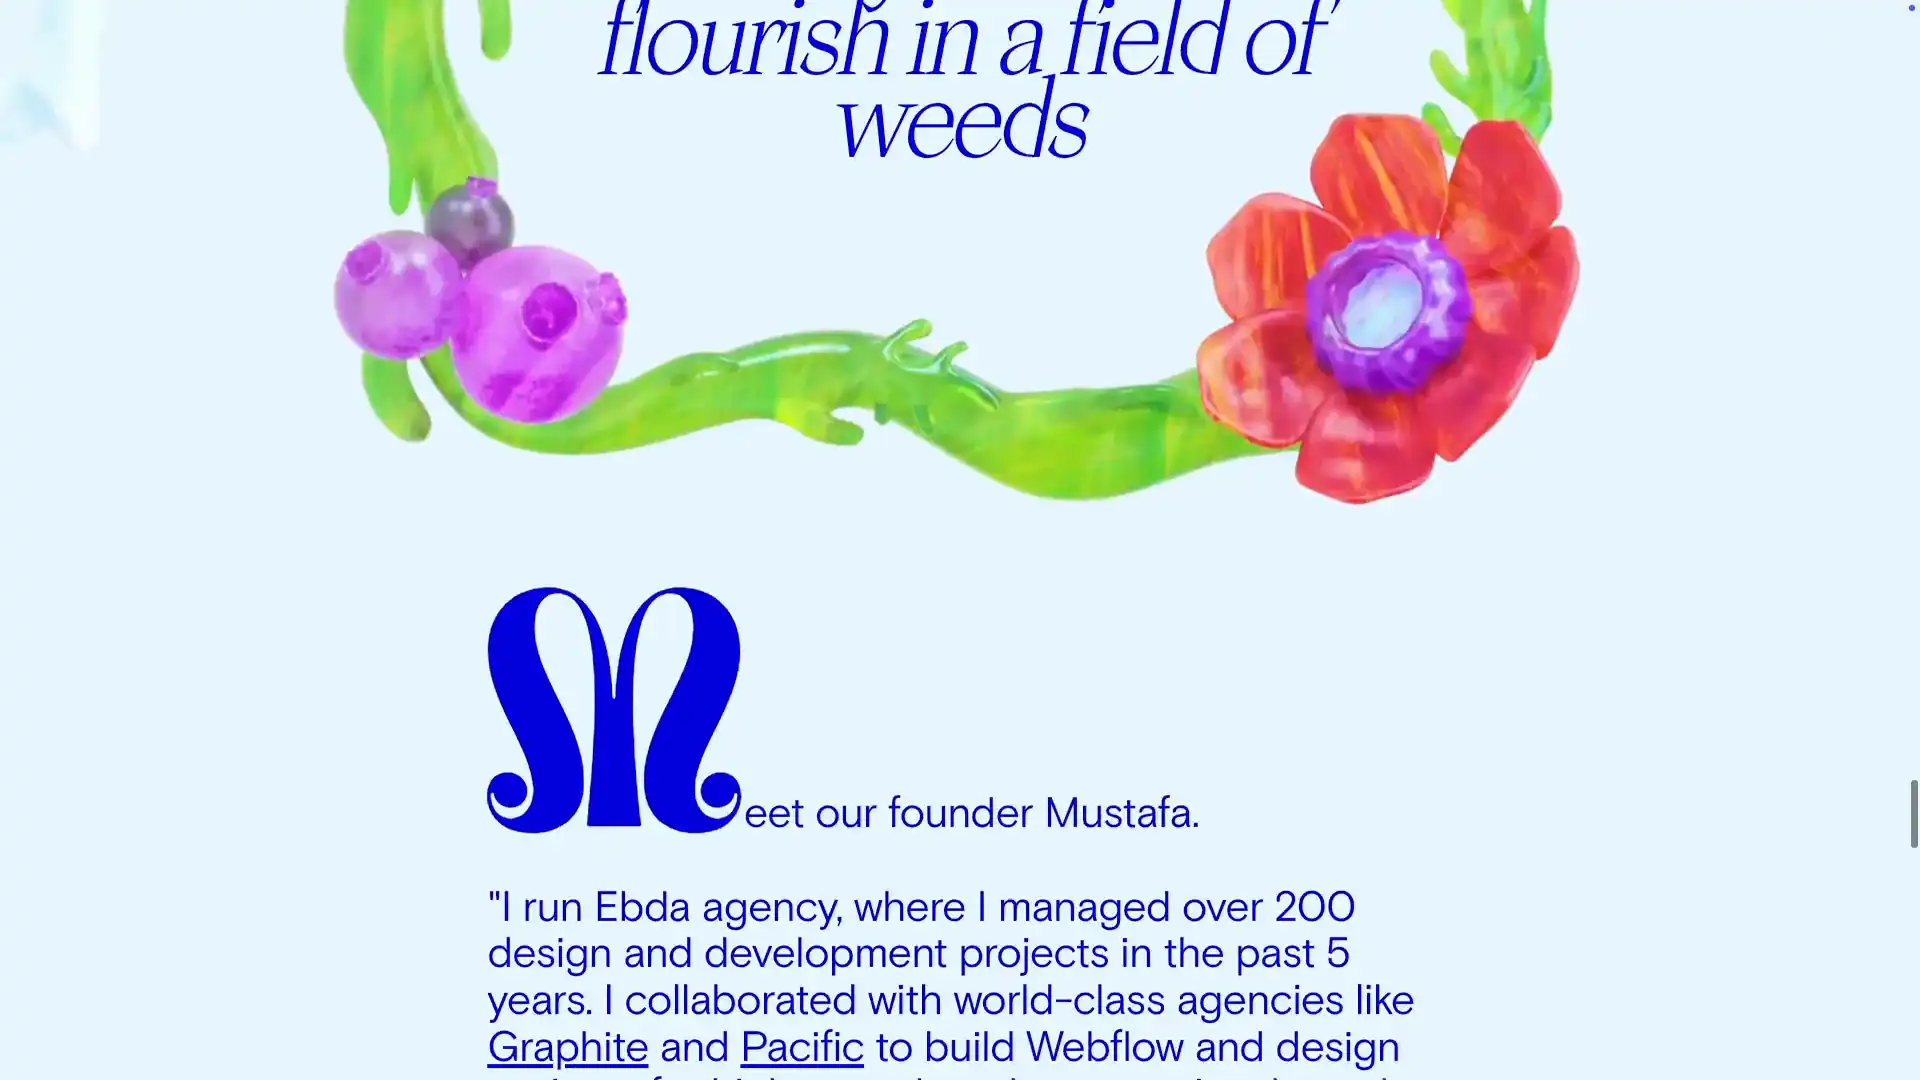 flourish in a field of
weeds
Meet our founder Mustafa.
"I run Ebda agency, where I managed over 200
design and development projects in the past 5
years. I collaborated with world-class agencies like
Graphite and Pacific to build Webflow and design